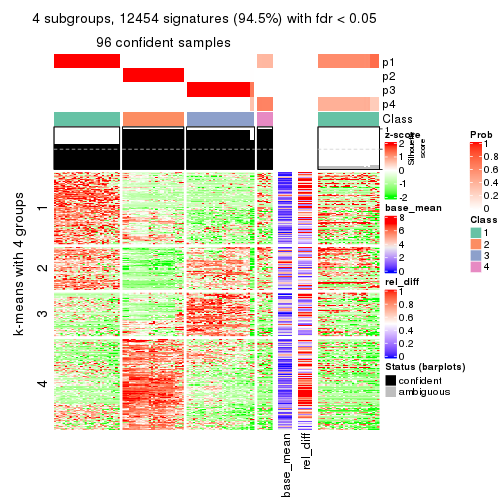 4 subgroups, 12454 signatures (94.5%) with fdr < 0.05
96 confident samples
p1
p2
p3
p4
Class
1
Silhouette
score
k-means with 4 groups
1
2
3
4
base_mean
rel_diff
z-score
2
1
0
-1
-2
base_mean
8
6
4
2
0
rel_diff
1
0.8
0.6
0.4
0.2
0
Status (barplots)
confident
ambiguous
Prob
1
0.8
0.6
0.4
0.2
0
Class
1
2
3
4